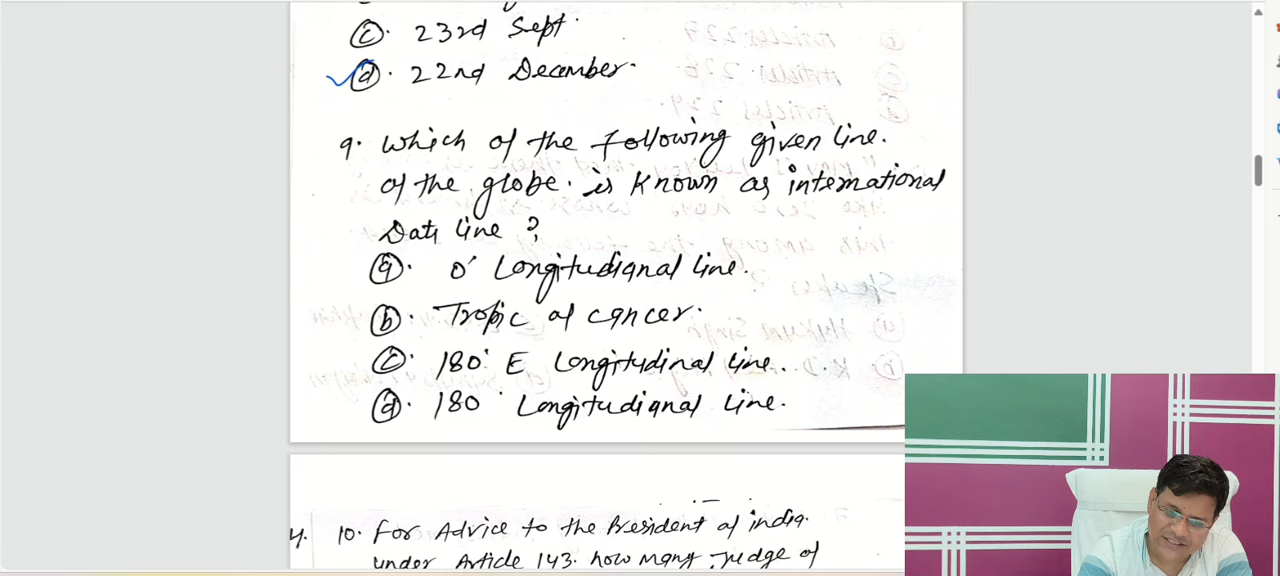 (c). 23rd Sept.
(d). 22nd December.
9. Which of the following given line.
of the globe. is Known as international
Date line ?
(a). 0° Longitudianal line.
(b). Tropic of cancer.
(c). 180° E Longitudinal line.
(d). 180° Longitudianal Line.
10. For Advice to the President of india.
under Article 143. how many Judge of